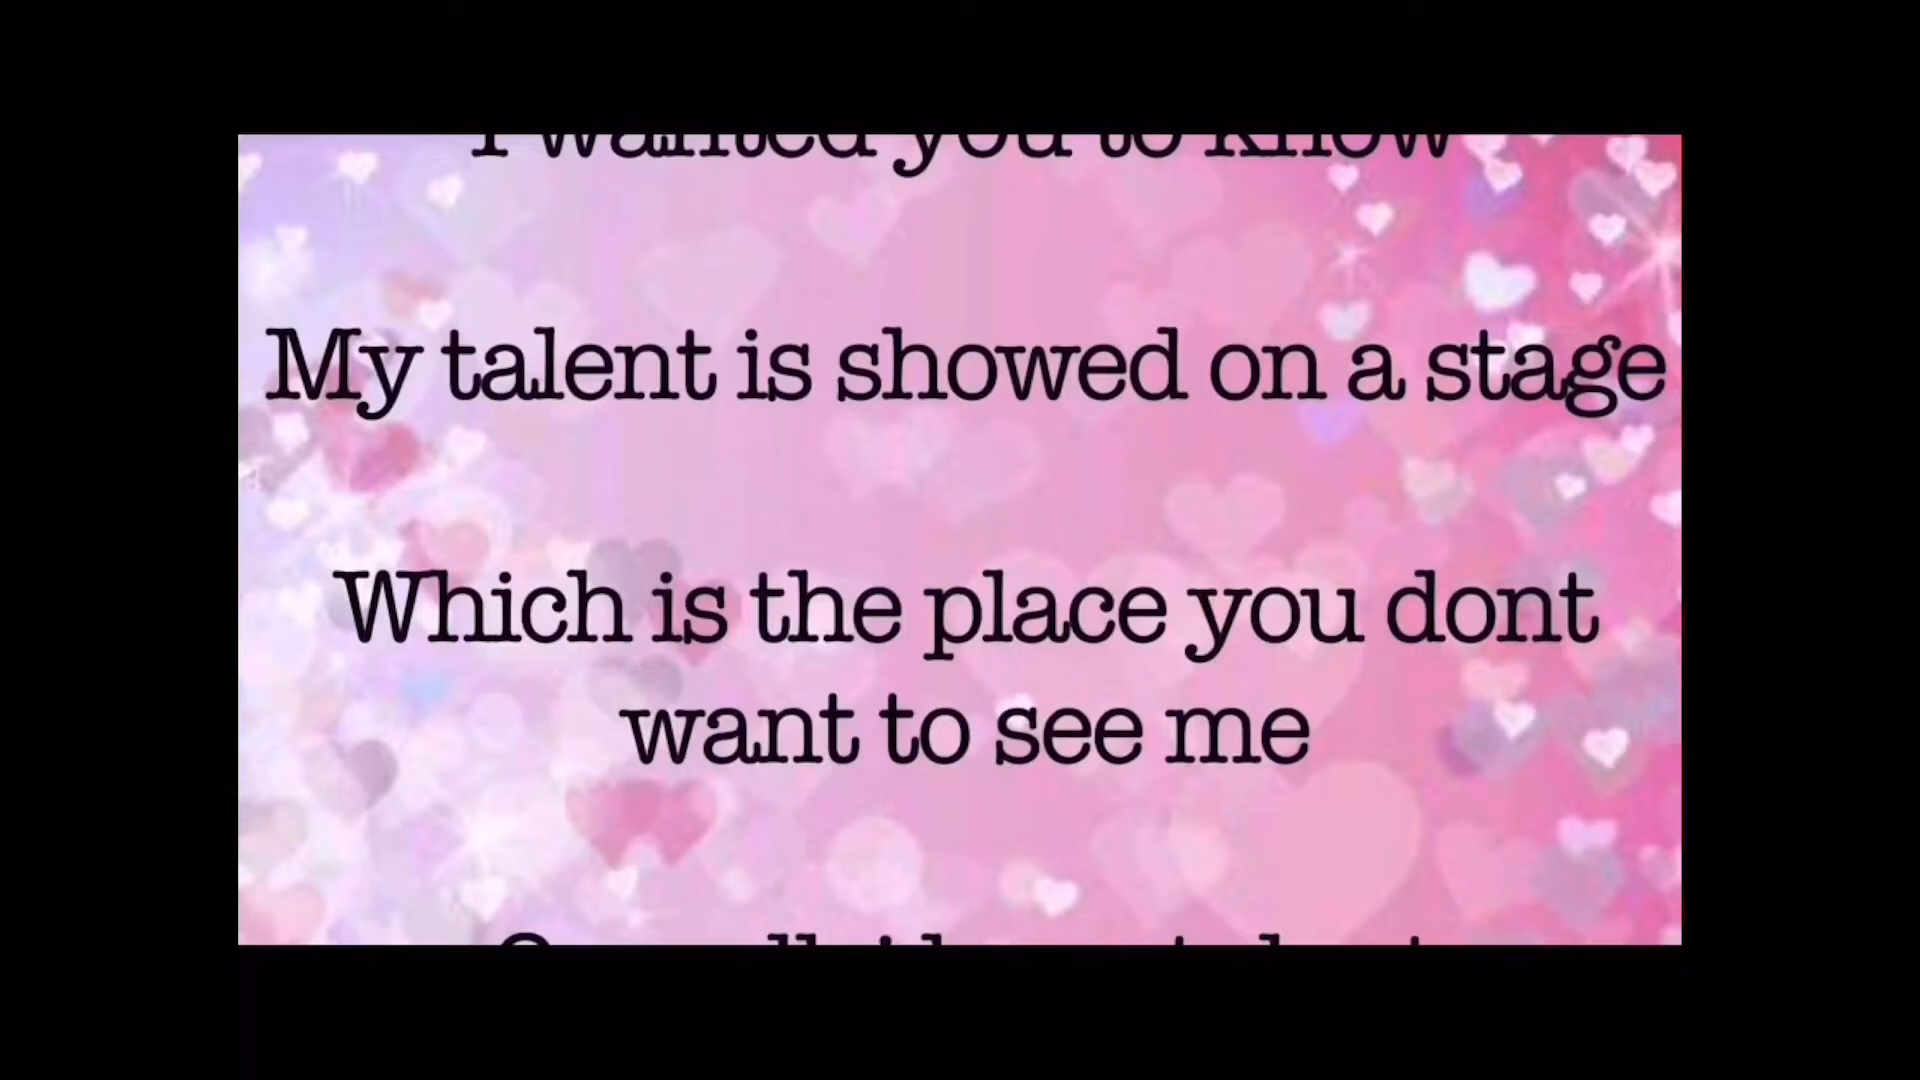 I wanted you to know
My talent is showed on a stage
Which is the place you dont
want to see me